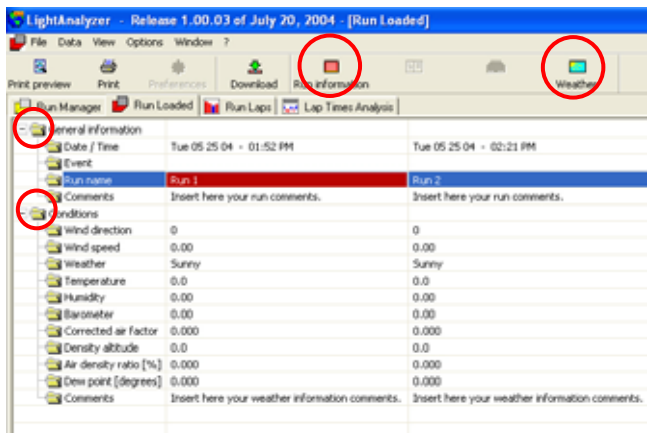 LightAnalyzer - Release 1.00.03 of July 20, 2004 - [Run Loaded]
File Data View Options Window ?
Print preview Print Preferences Download Run information Weather
Run Manager Run Loaded Run Laps Lap Times Analysis
General information
Date / Time Tue 05 25 04 - 01:52 PM Tue 05 25 04 - 02:21 PM
Event
Run name Run 1 Run 2
Comments Insert here your run comments. Insert here your run comments.
Conditions
Wind direction 0 0
Wind speed 0.00 0.00
Weather Sunny Sunny
Temperature 0.0 0.0
Humidity 0.00 0.00
Barometer 0.00 0.00
Corrected air factor 0.000 0.000
Density altitude 0.0 0.0
Air density ratio [%] 0.000 0.000
Dew point [degrees] 0.000 0.000
Comments Insert here your weather information comments. Insert here your weather information comments.